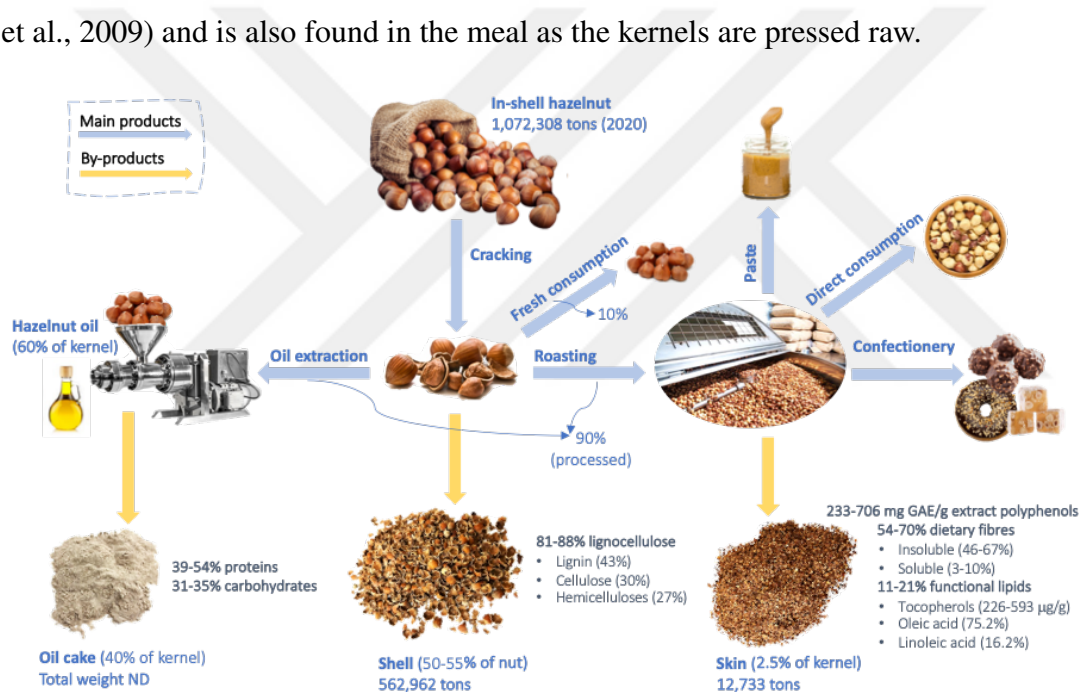 et al., 2009) and is also found in the meal as the kernels are pressed raw.
Main products
By-products
In-shell hazelnut
1,072,308 tons (2020)
Cracking
Fresh consumption
10%
Paste
Direct consumption
Hazelnut oil
(60% of kernel)
Oil extraction
Roasting
Confectionery
90%
(processed)
39-54% proteins
31-35% carbohydrates
Oil cake (40% of kernel)
Total weight ND
81-88% lignocellulose
• Lignin (43%)
• Cellulose (30%)
• Hemicelluloses (27%)
Shell (50-55% of nut)
562,962 tons
233-706 mg GAE/g extract polyphenols
54-70% dietary fibres
• Insoluble (46-67%)
• Soluble (3-10%)
11-21% functional lipids
• Tocopherols (226-593 µg/g)
• Oleic acid (75.2%)
• Linoleic acid (16.2%)
Skin (2.5% of kernel)
12,733 tons